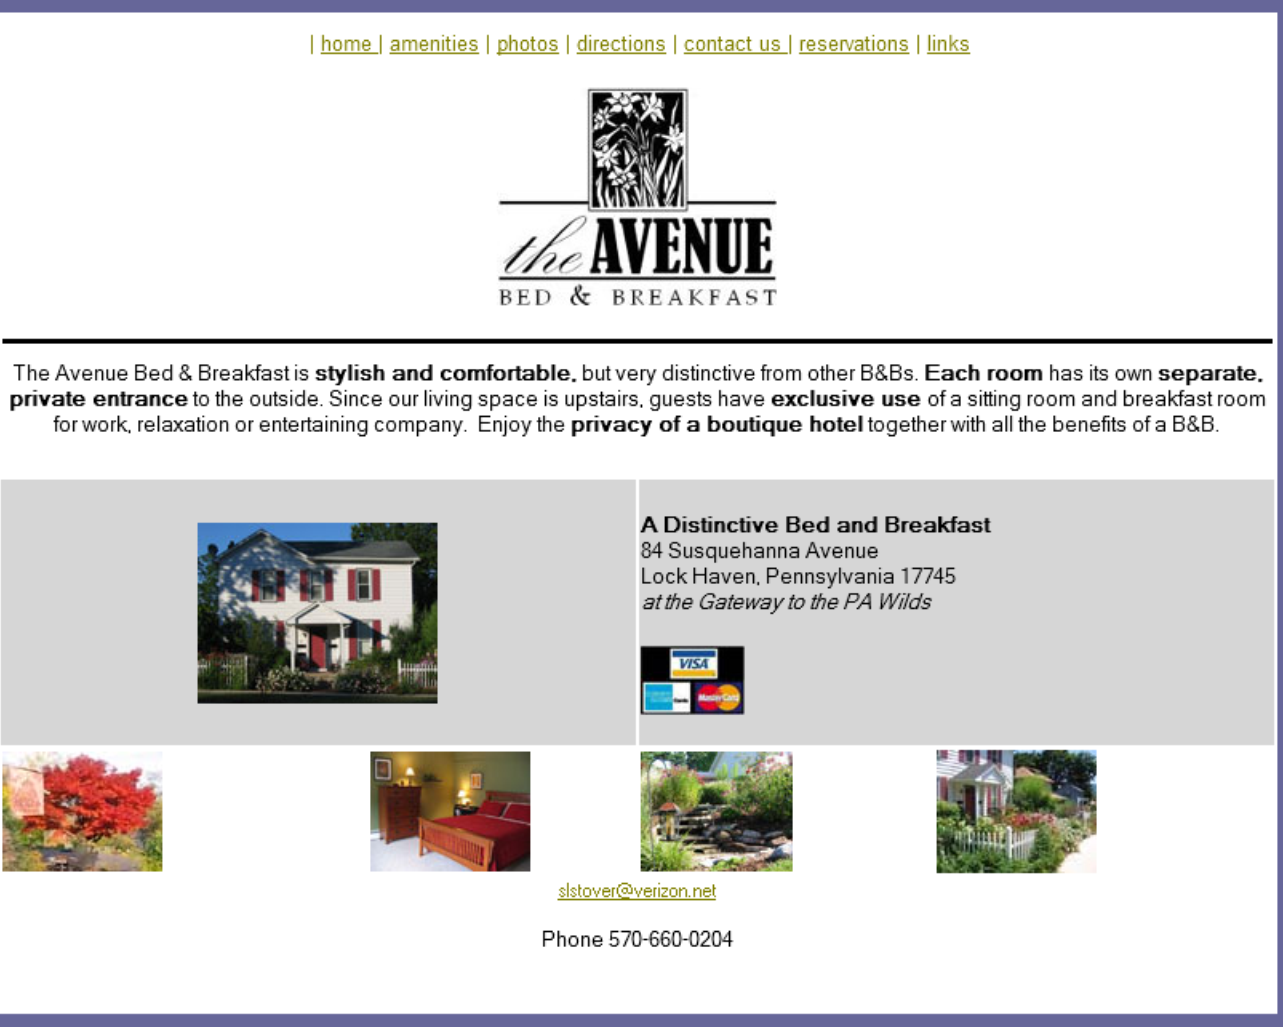 | home | amenities | photos | directions | contact us | reservations | links
the AVENUE
BED & BREAKFAST
The Avenue Bed & Breakfast is stylish and comfortable, but very distinctive from other B&Bs. Each room has its own separate,
private entrance to the outside. Since our living space is upstairs, guests have exclusive use of a sitting room and breakfast room
for work, relaxation or entertaining company. Enjoy the privacy of a boutique hotel together with all the benefits of a B&B.
A Distinctive Bed and Breakfast
84 Susquehanna Avenue
Lock Haven, Pennsylvania 17745
at the Gateway to the PA Wilds
VISA
Cards MasterCard
slstover@verizon.net
Phone 570-660-0204